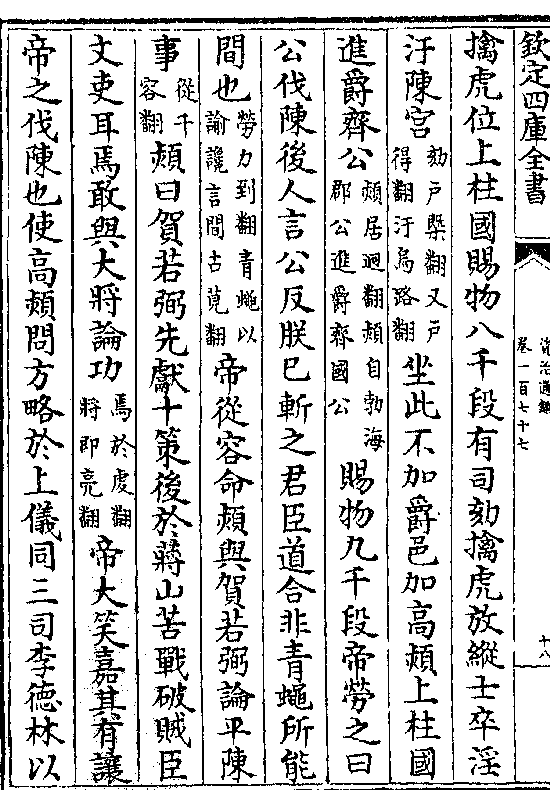 欽定四庫全書
資治通鑑
卷一百七十七
十八
擒虎位上柱國賜物八千段有司劾擒虎放縱士卒淫
汙陳宮劾戶槩翻又戶得翻汙烏路翻坐此不加爵邑加高熲上柱國
進爵齊公熲居迥翻熲自勃海郡公進爵齊國公賜物九千段帝勞之曰
公伐陳後人言公反朕已斬之君臣道合非青蠅所能
間也勞力到翻青蠅以諭讒言間古莧翻帝從容命熲與賀若弼論平陳
事從千容翻熲曰賀若弼先獻十策後於蔣山苦戰破賊臣
文吏耳焉敢與大將論功焉於虔翻將即亮翻帝大笑嘉其有讓
帝之伐陳也使高熲問方略於上儀同三司李德林以